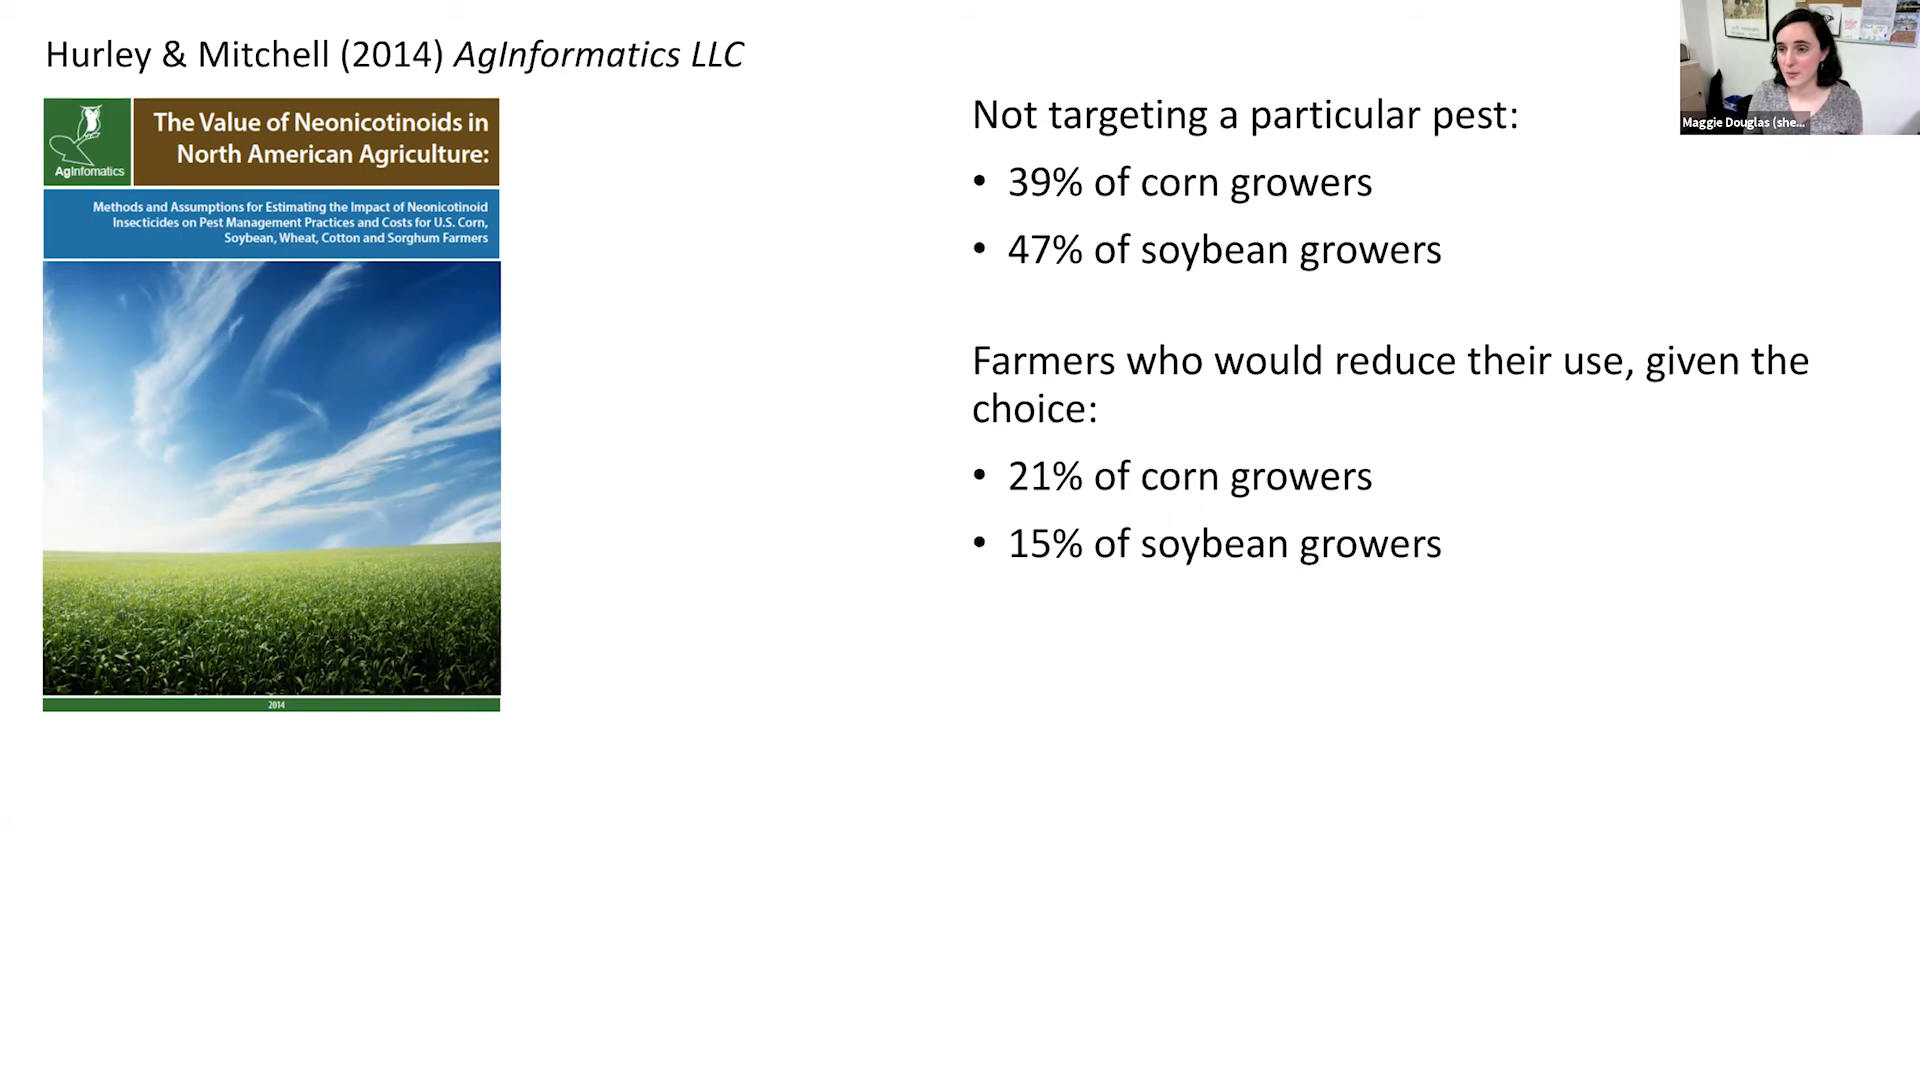 Hurley & Mitchell (2014) AgInformatics LLC
AgInfomatics
The Value of Neonicotinoids in
North American Agriculture:
Methods and Assumptions for Estimating the Impact of Neonicotinoid
Insecticides on Pest Management Practices and Costs for U.S. Corn,
Soybean, Wheat, Cotton and Sorghum Farmers
2014
Not targeting a particular pest:
• 39% of corn growers
• 47% of soybean growers
Farmers who would reduce their use, given the
choice:
• 21% of corn growers
• 15% of soybean growers
Maggie Douglas (she...